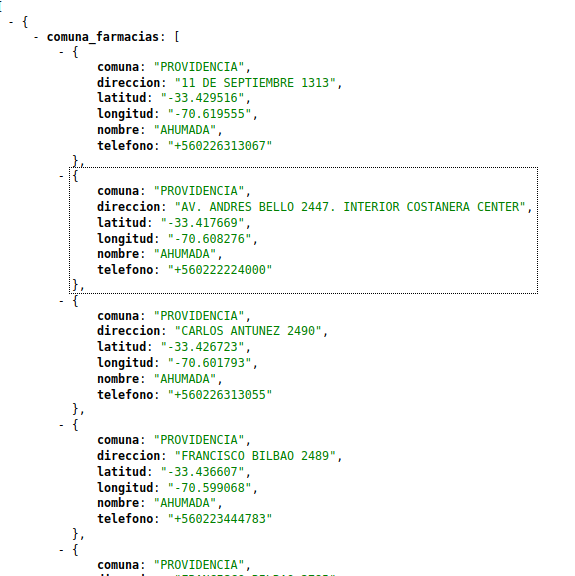 [
- {
- comuna_farmacias: [
- {
comuna: "PROVIDENCIA",
direccion: "11 DE SEPTIEMBRE 1313",
latitud: "-33.429516",
longitud: "-70.619555",
nombre: "AHUMADA",
telefono: "+560226313067"
},
- {
comuna: "PROVIDENCIA",
direccion: "AV. ANDRES BELLO 2447. INTERIOR COSTANERA CENTER",
latitud: "-33.417669",
longitud: "-70.608276",
nombre: "AHUMADA",
telefono: "+560222224000"
},
- {
comuna: "PROVIDENCIA",
direccion: "CARLOS ANTUNEZ 2490",
latitud: "-33.426723",
longitud: "-70.601793",
nombre: "AHUMADA",
telefono: "+560226313055"
},
- {
comuna: "PROVIDENCIA",
direccion: "FRANCISCO BILBAO 2489",
latitud: "-33.436607",
longitud: "-70.599068",
nombre: "AHUMADA",
telefono: "+560223444783"
},
- {
comuna: "PROVIDENCIA",